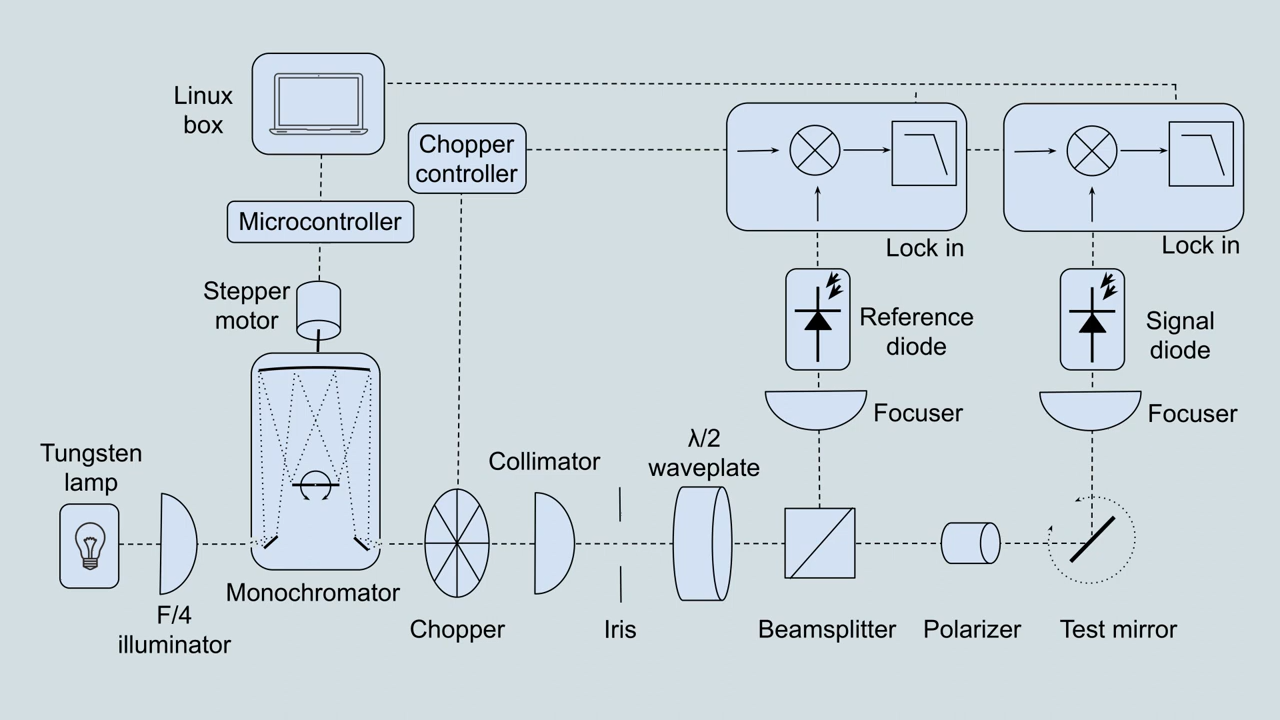 Linux
box
Chopper
controller
Microcontroller
Lock in
Lock in
Stepper
motor
Reference
diode
Signal
diode
Focuser
Focuser
λ/2
waveplate
Collimator
Tungsten
lamp
Monochromator
F/4
illuminator
Chopper
Iris
Beamsplitter
Polarizer
Test mirror